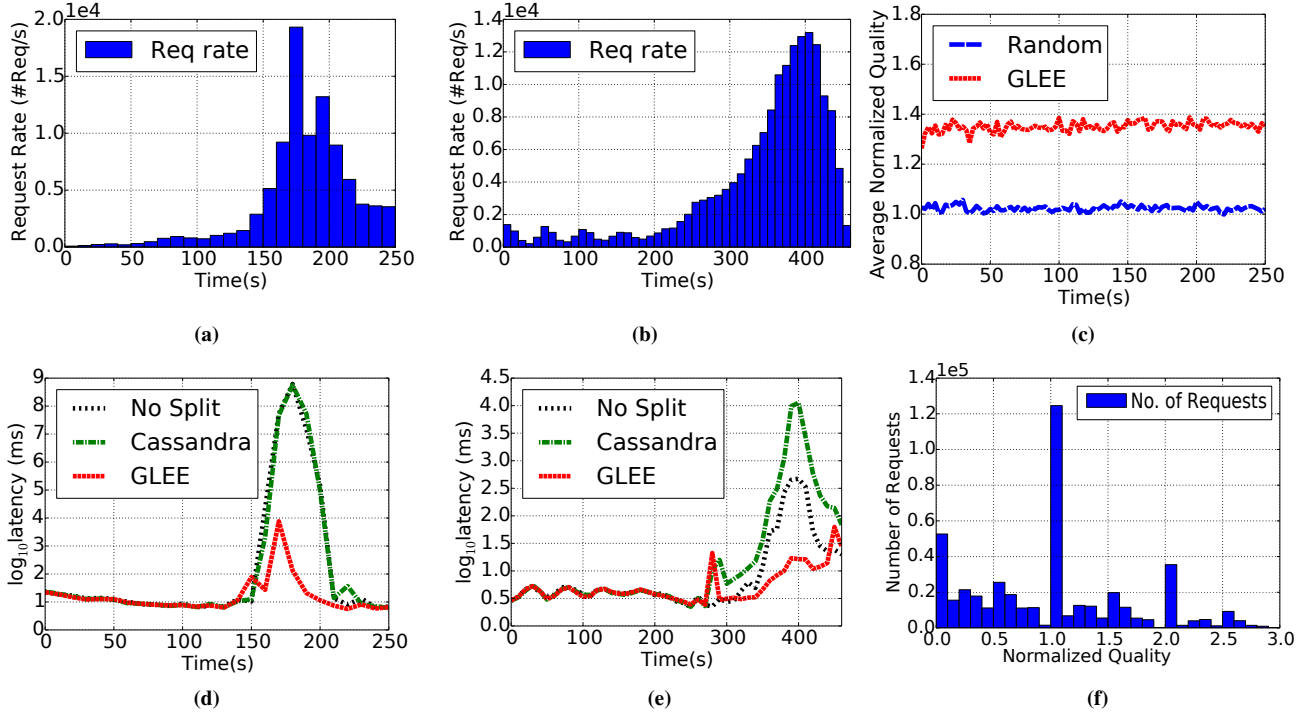 1e4
2.0
1.5
1.0
0.5
0.0
Request Rate (#Req/s)
Req rate
0 50 100 150 200 250
Time(s)
(a)
1e4
1.4
1.2
1.0
0.8
0.6
0.4
0.2
0.0
Request Rate (#Req/s)
Req rate
0 100 200 300 400
Time(s)
(b)
1.8
1.6
1.4
1.2
1.0
0.8
Average Normalized Quality
Random
GLEE
0 50 100 150 200 250
Time(s)
(c)
9
8
7
6
5
4
3
2
1
0
log10latency (ms)
No Split
Cassandra
GLEE
0 50 100 150 200 250
Time(s)
(d)
4.5
4.0
3.5
3.0
2.5
2.0
1.5
1.0
0.5
0.0
log10latency (ms)
No Split
Cassandra
GLEE
0 100 200 300 400
Time(s)
(e)
1e5
1.4
1.2
1.0
0.8
0.6
0.4
0.2
0.0
Number of Requests
No. of Requests
0.0 0.5 1.0 1.5 2.0 2.5 3.0
Normalized Quality
(f)